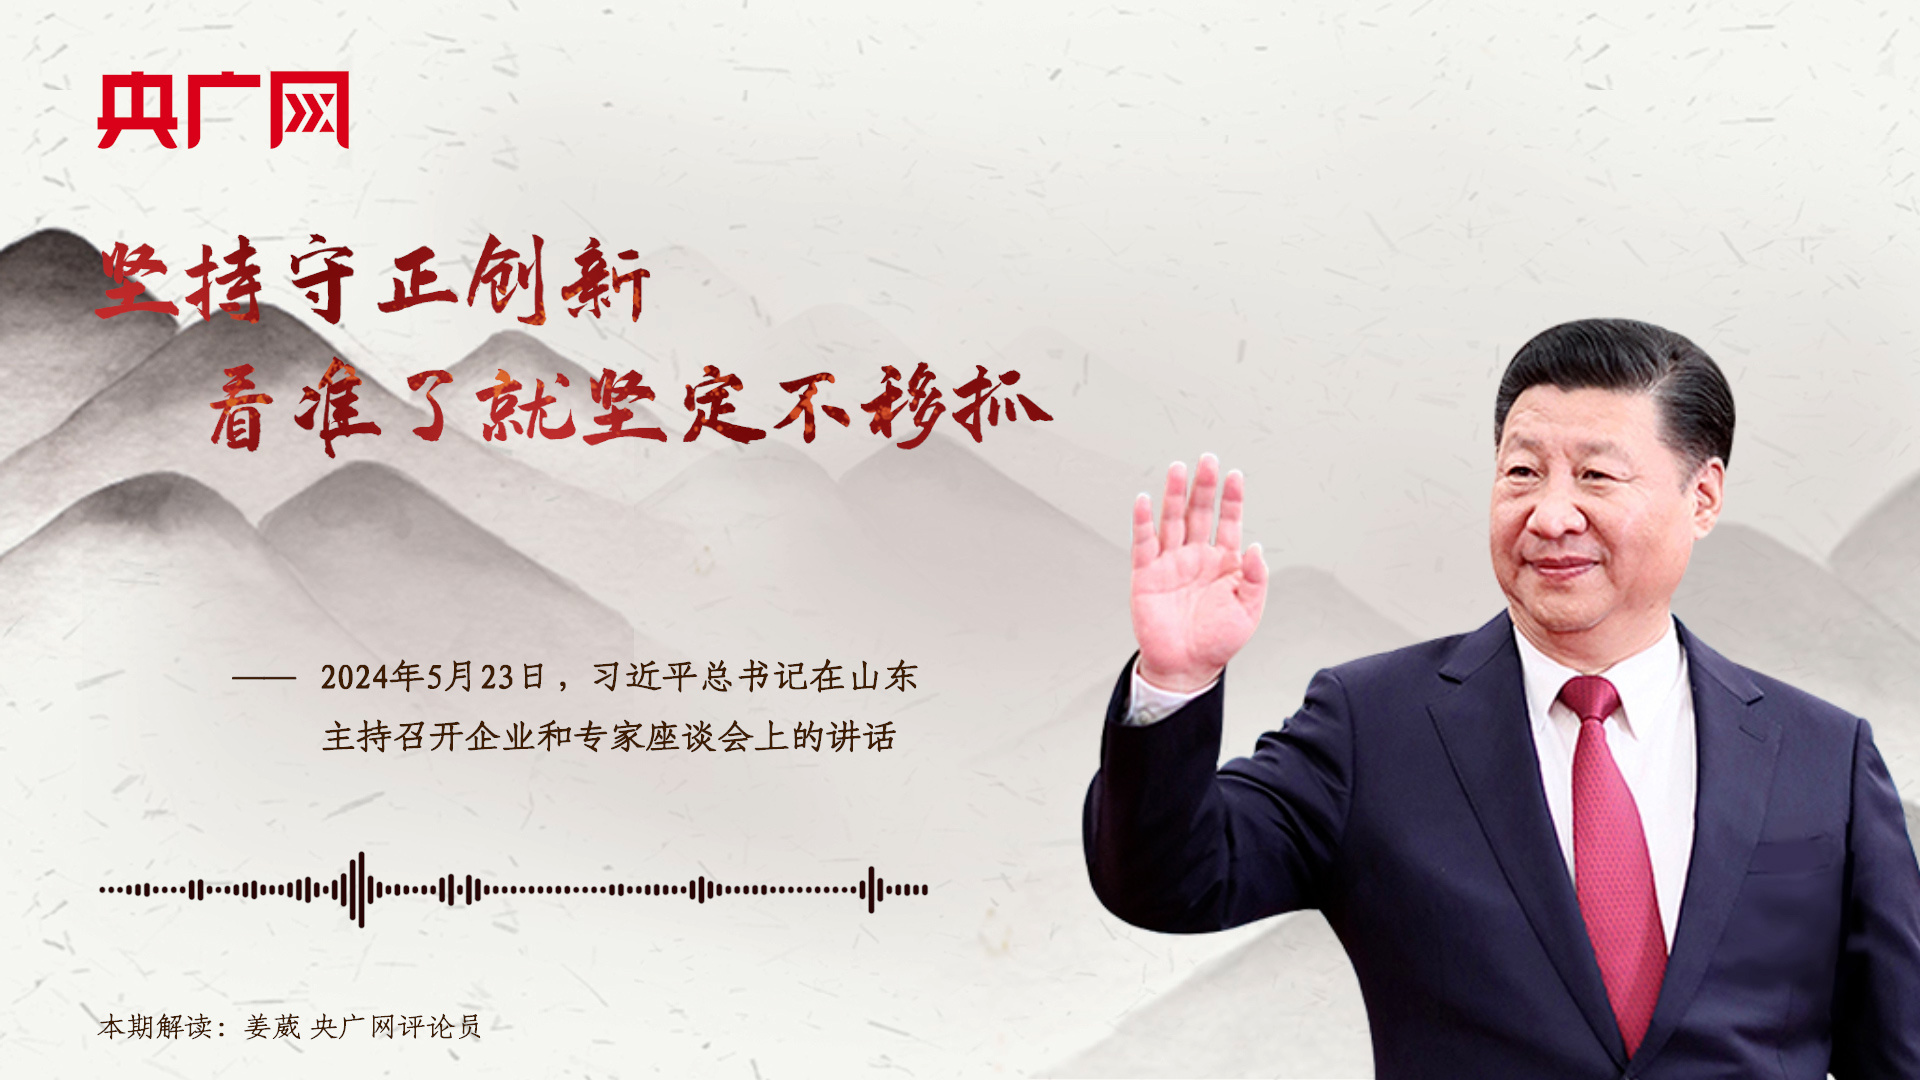 央广网
坚持守正创新
看准了就坚定不移抓
—— 2024年5月23日，习近平总书记在山东
主持召开企业和专家座谈会上的讲话
本期解读：姜葳 央广网评论员